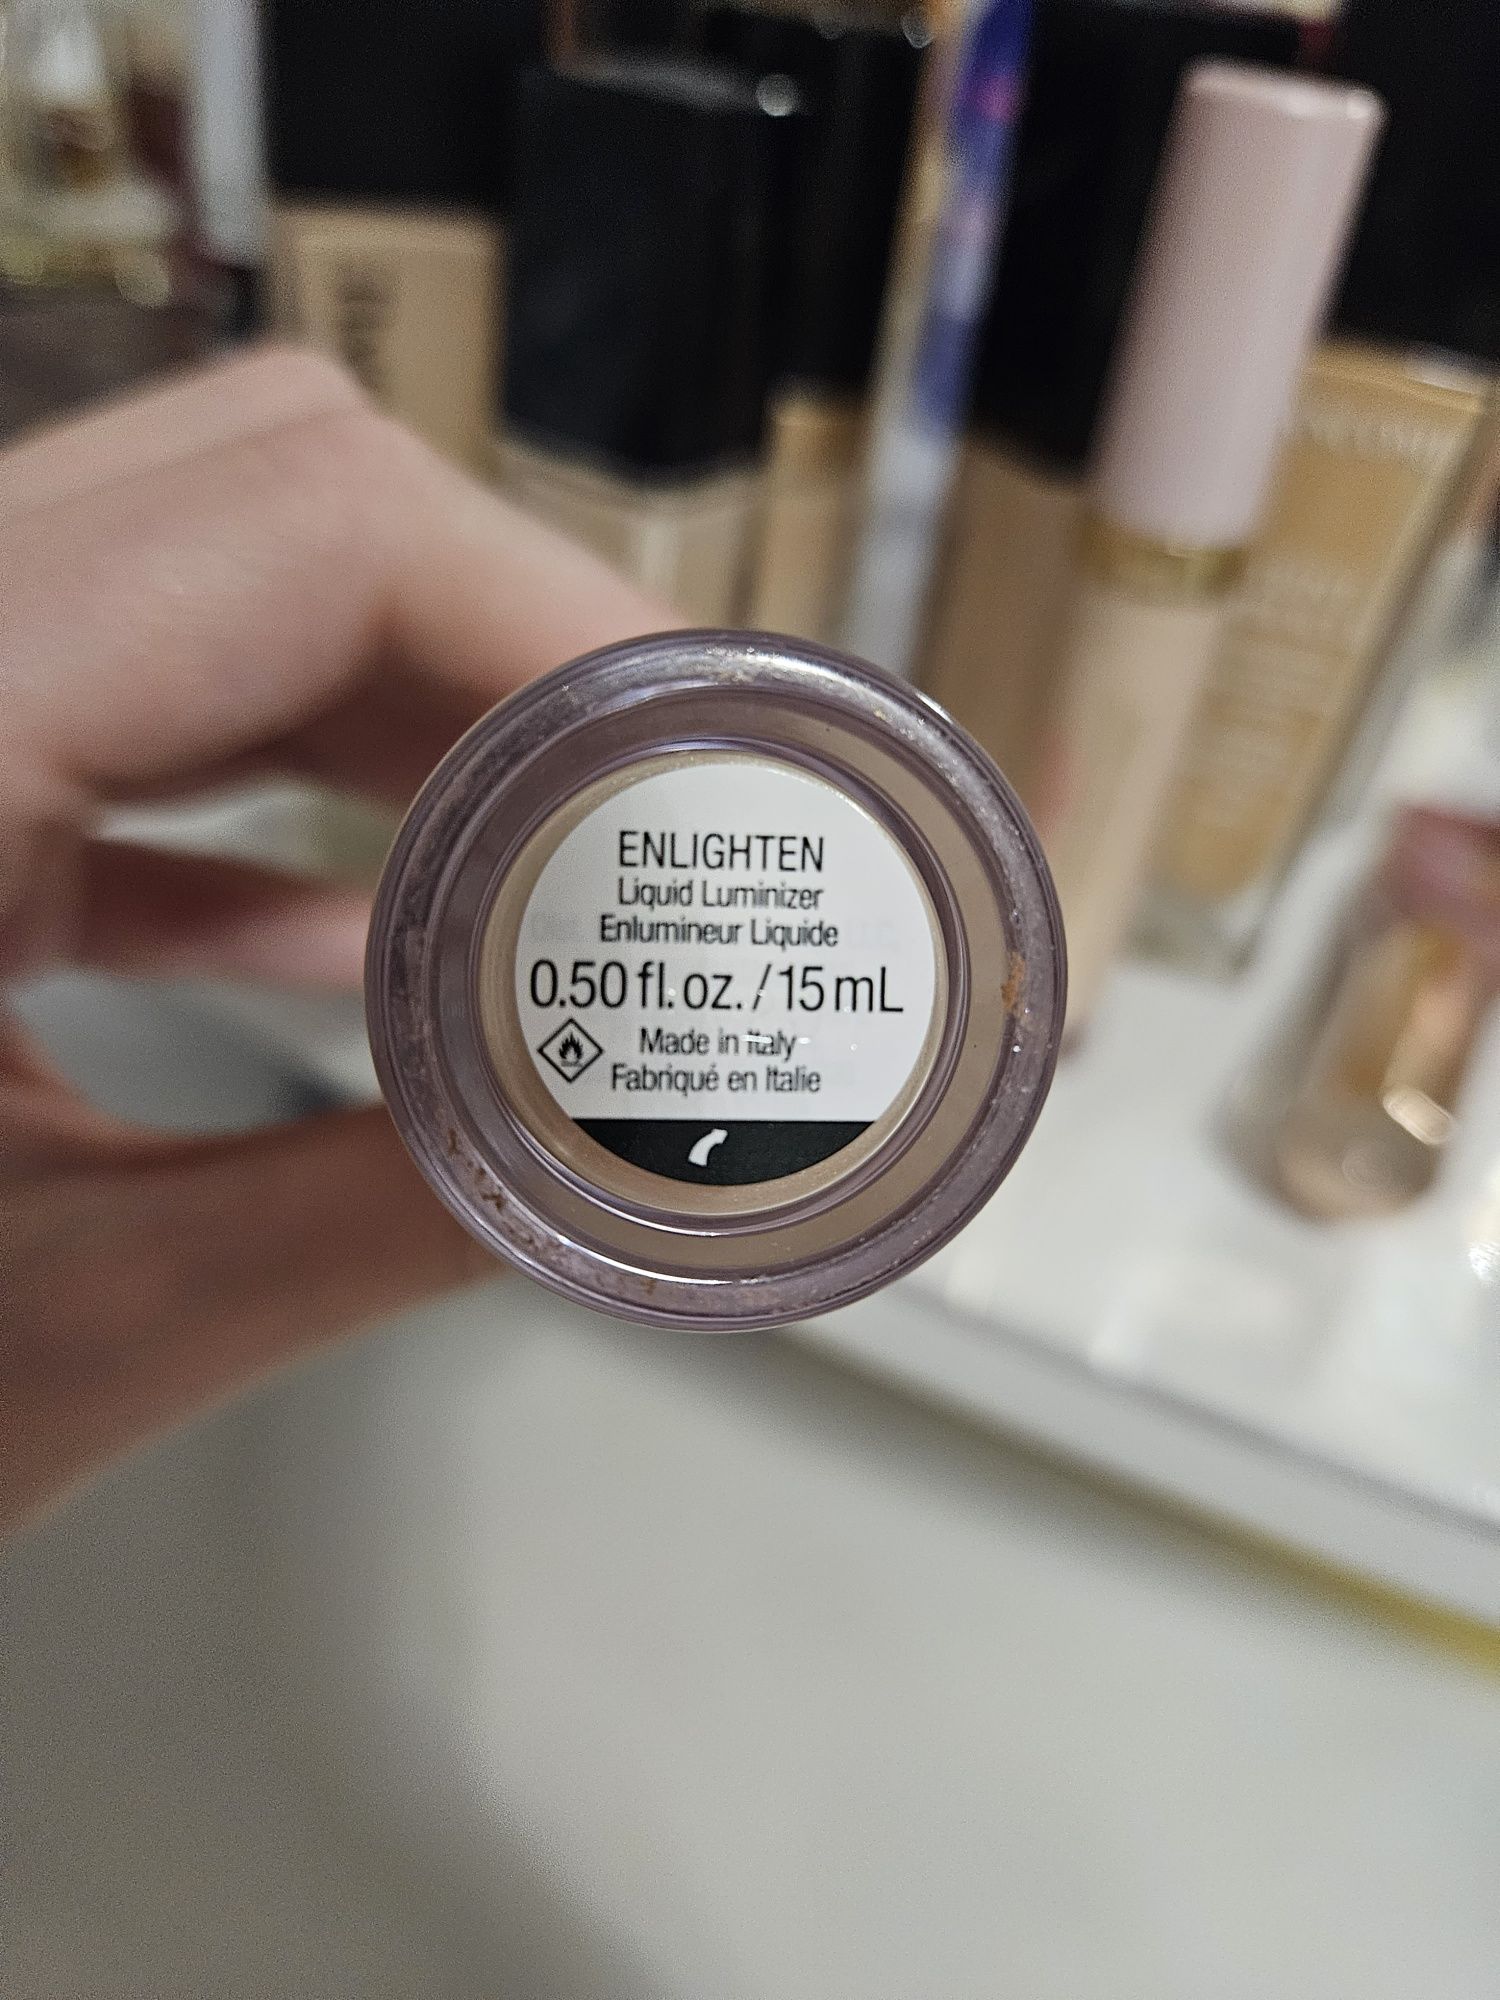 ENLIGHTEN
Liquid Luminizer
Enlumineur Liquide
0.50 fl. oz. / 15 mL
Made in Italy
Fabriqué en Italie